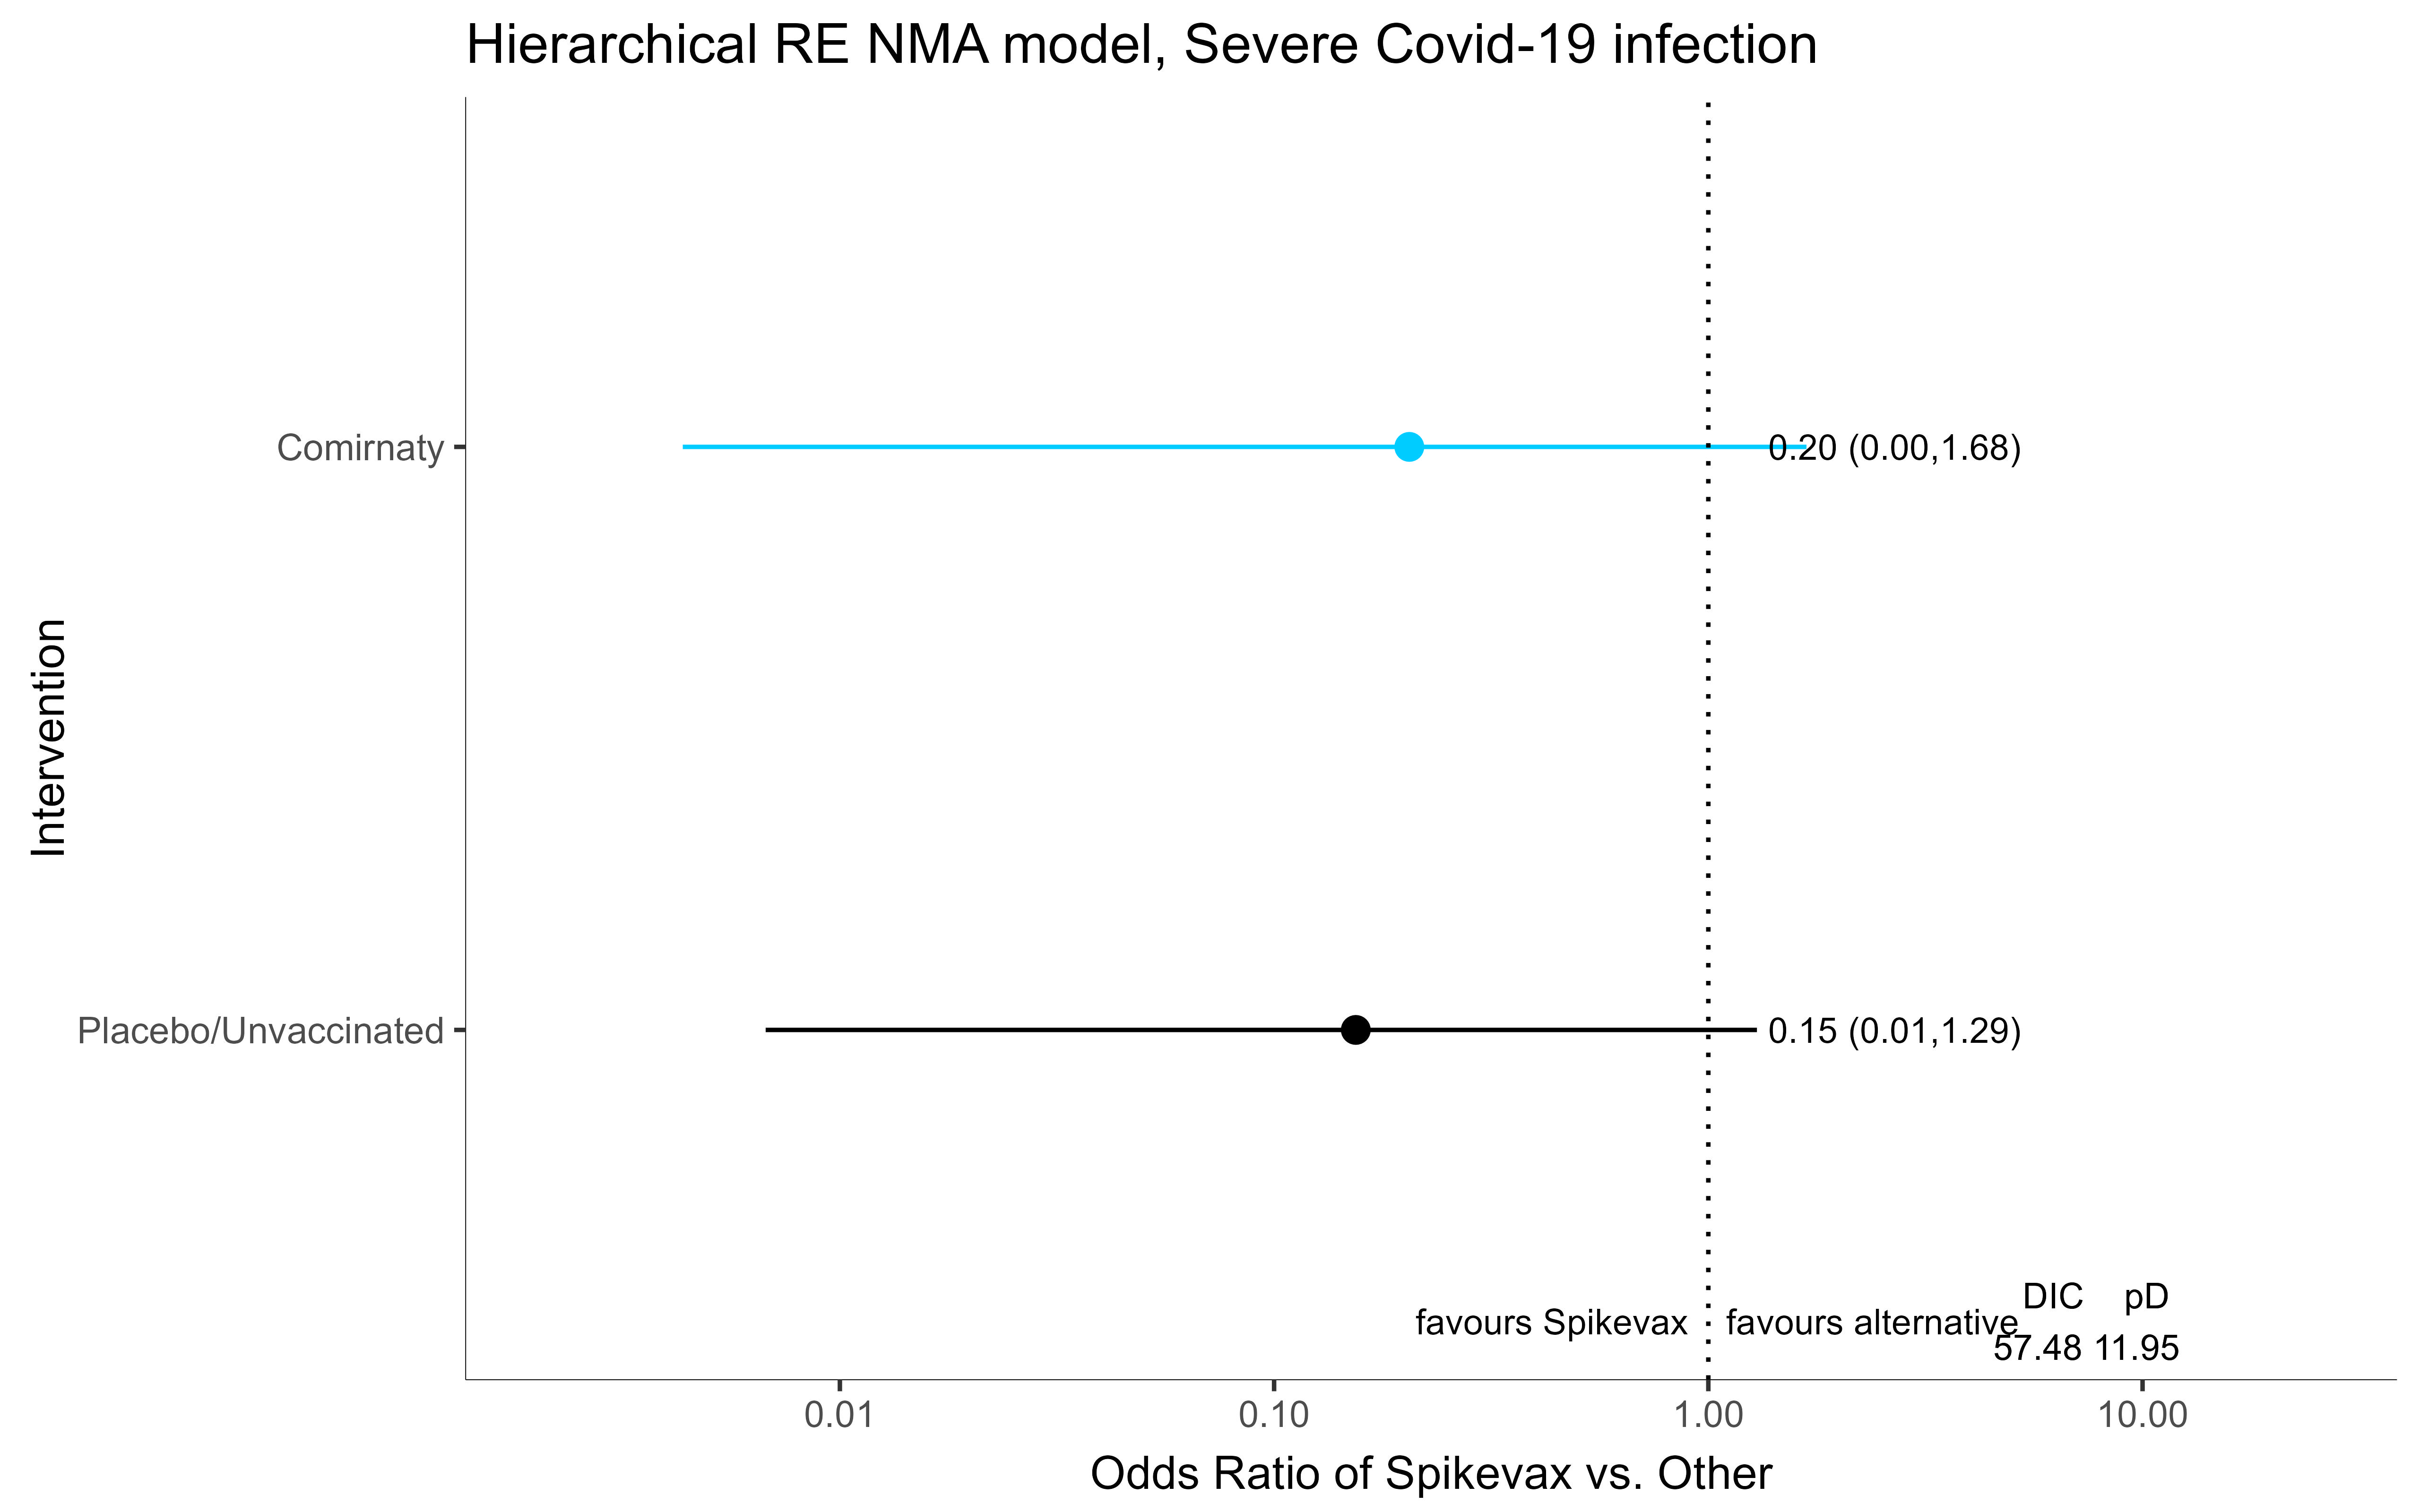 Hierarchical RE NMA model, Severe Covid-19 infection
Intervention
Comirnaty
0.20 (0.00,1.68)
Placebo/Unvaccinated
0.15 (0.01,1.29)
DIC pD
favours Spikevax
favours alternative
57.48 11.95
0.01 0.10 1.00 10.00
Odds Ratio of Spikevax vs. Other